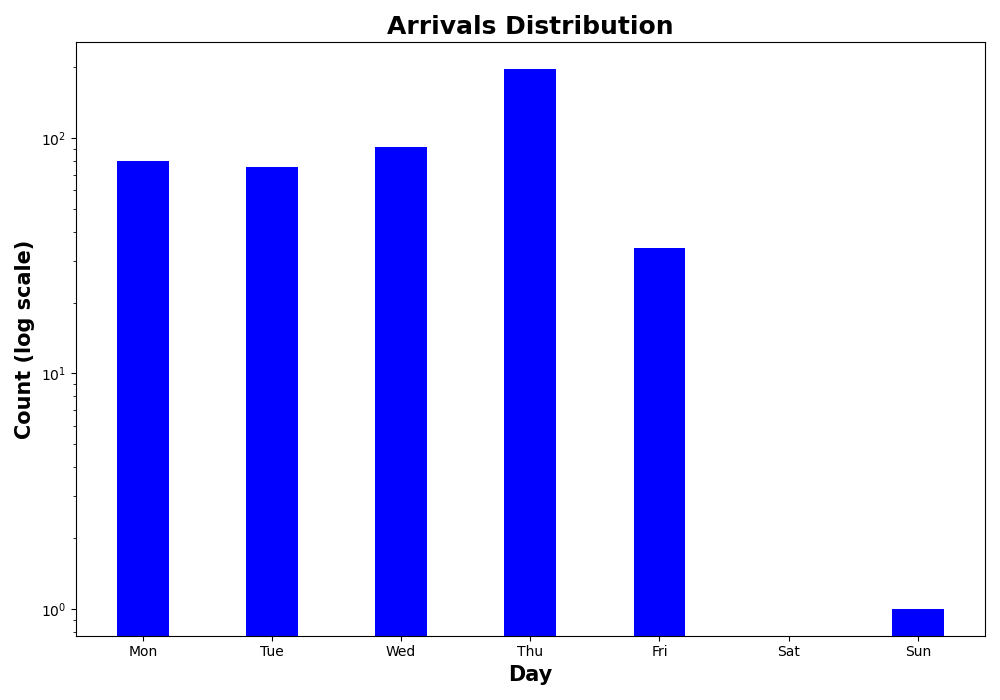 Arrivals Distribution
Count (log scale)
10²
10¹
10⁰
Mon Tue Wed Thu Fri Sat Sun
Day